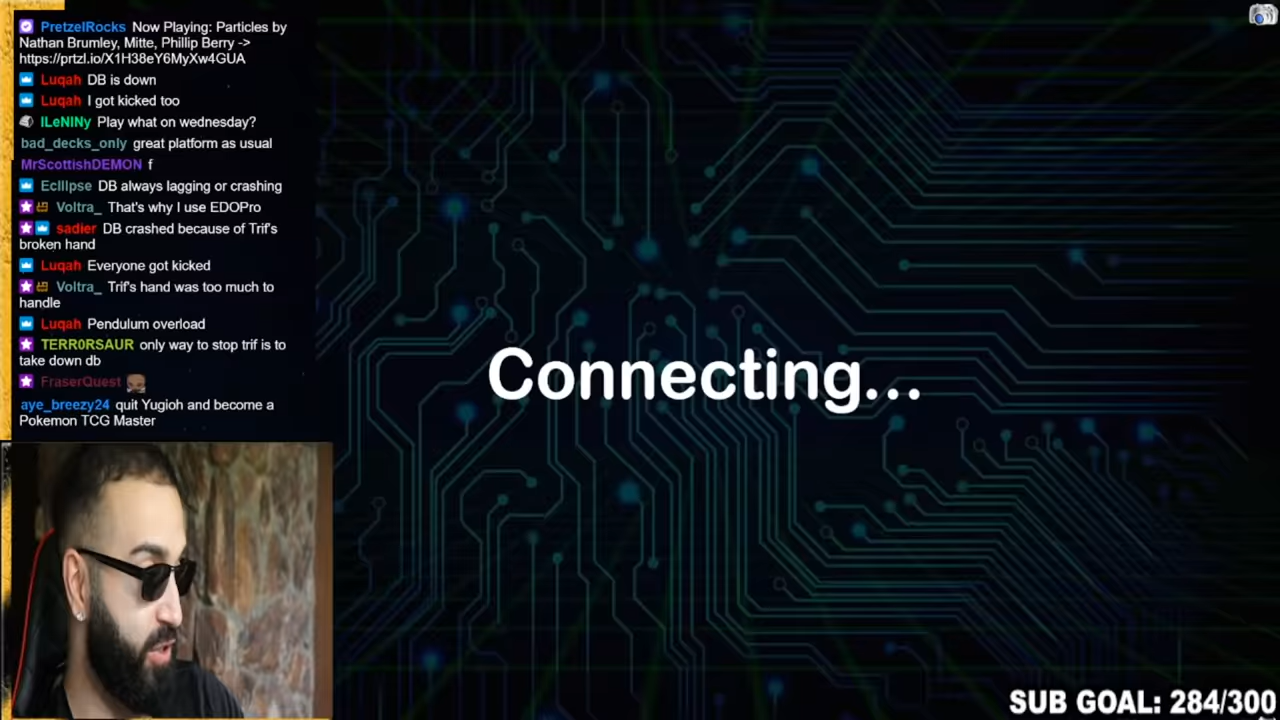 PretzelRocks Now Playing: Particles by
Nathan Brumley, Mitte, Phillip Berry ->
https://prtzl.io/X1H38eY6MyXw4GUA
Luqah DB is down
Luqah I got kicked too
ILeNINy Play what on wednesday?
bad_decks_only great platform as usual
MrScottishDEMON f
Ecllipse DB always lagging or crashing
Voltra_ That's why I use EDOPro
sadier DB crashed because of Trif's
broken hand
Luqah Everyone got kicked
Voltra_ Trif's hand was too much to
handle
Luqah Pendulum overload
TERR0RSAUR only way to stop trif is to
take down db
FraserQuest
aye_breezy24 quit Yugioh and become a
Pokemon TCG Master
Connecting...
SUB GOAL: 284/300